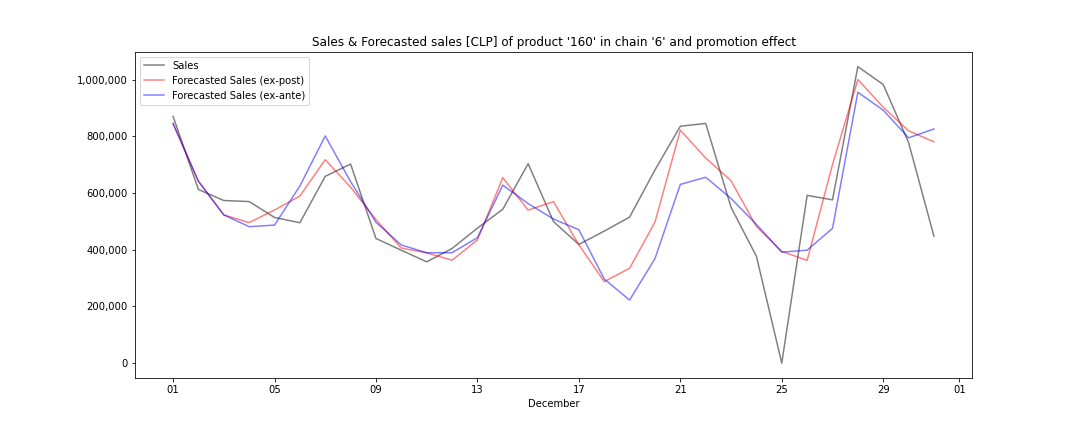 Sales & Forecasted sales [CLP] of product '160' in chain '6' and promotion effect
Sales
Forecasted Sales (ex-post)
Forecasted Sales (ex-ante)
1,000,000
800,000
600,000
400,000
200,000
0
01 05 09 13 17 21 25 29 01
December